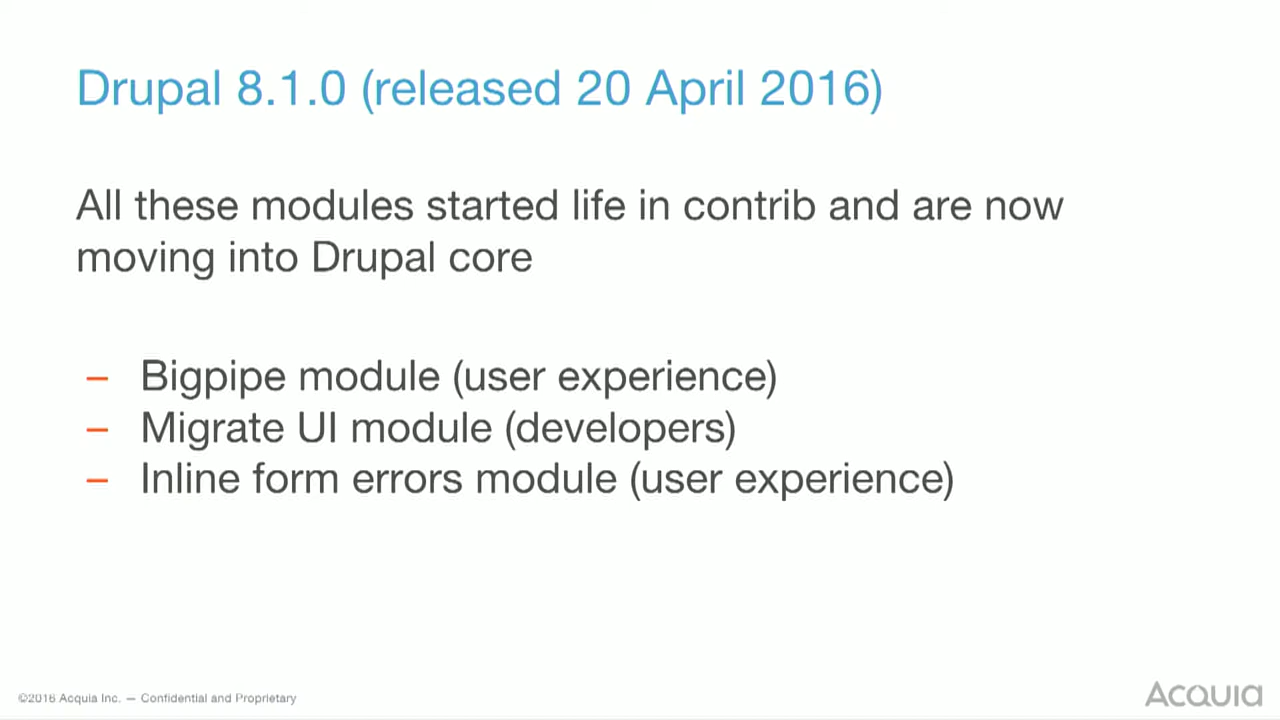 Drupal 8.1.0 (released 20 April 2016)
All these modules started life in contrib and are now
moving into Drupal core
– Bigpipe module (user experience)
– Migrate UI module (developers)
– Inline form errors module (user experience)
©2016 Acquia Inc. — Confidential and Proprietary
Acquia